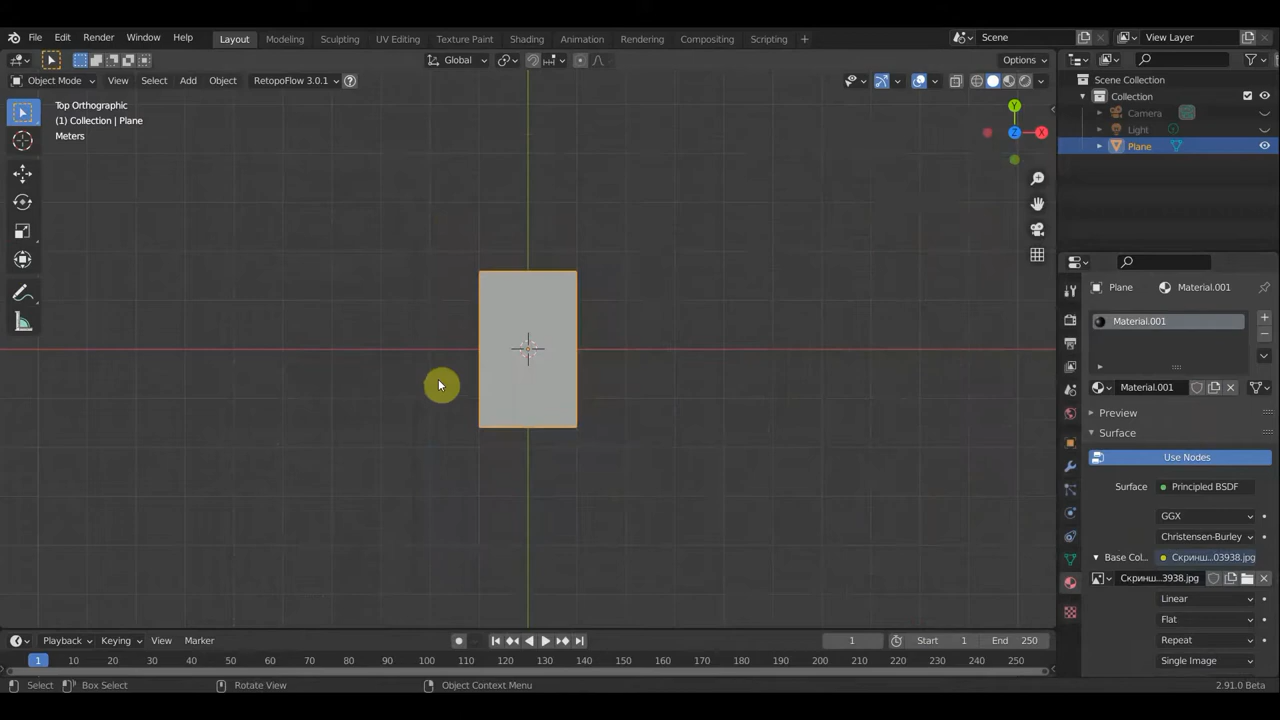 File Edit Render Window Help Layout Modeling Sculpting UV Editing Texture Paint Shading Animation Rendering Compositing Scripting + Scene View Layer
Global Options
Object Mode View Select Add Object RetopoFlow 3.0.1 ?
Top Orthographic
(1) Collection | Plane
Meters
Y
Z
X
Scene Collection
Collection
Camera
Light
Plane
Plane Material.001
Material.001
Material.001
Preview
Surface
Use Nodes
Surface Principled BSDF
GGX
Christensen-Burley
Base Col... Скринш...03938.jpg
Скринш...3938.jpg
Linear
Flat
Repeat
Single Image
Playback Keying View Marker 1 Start 1 End 250
1 10 20 30 40 50 60 70 80 90 100 110 120 130 140 150 160 170 180 190 200 210 220 230 240 250
Select Box Select Rotate View Object Context Menu 2.91.0 Beta